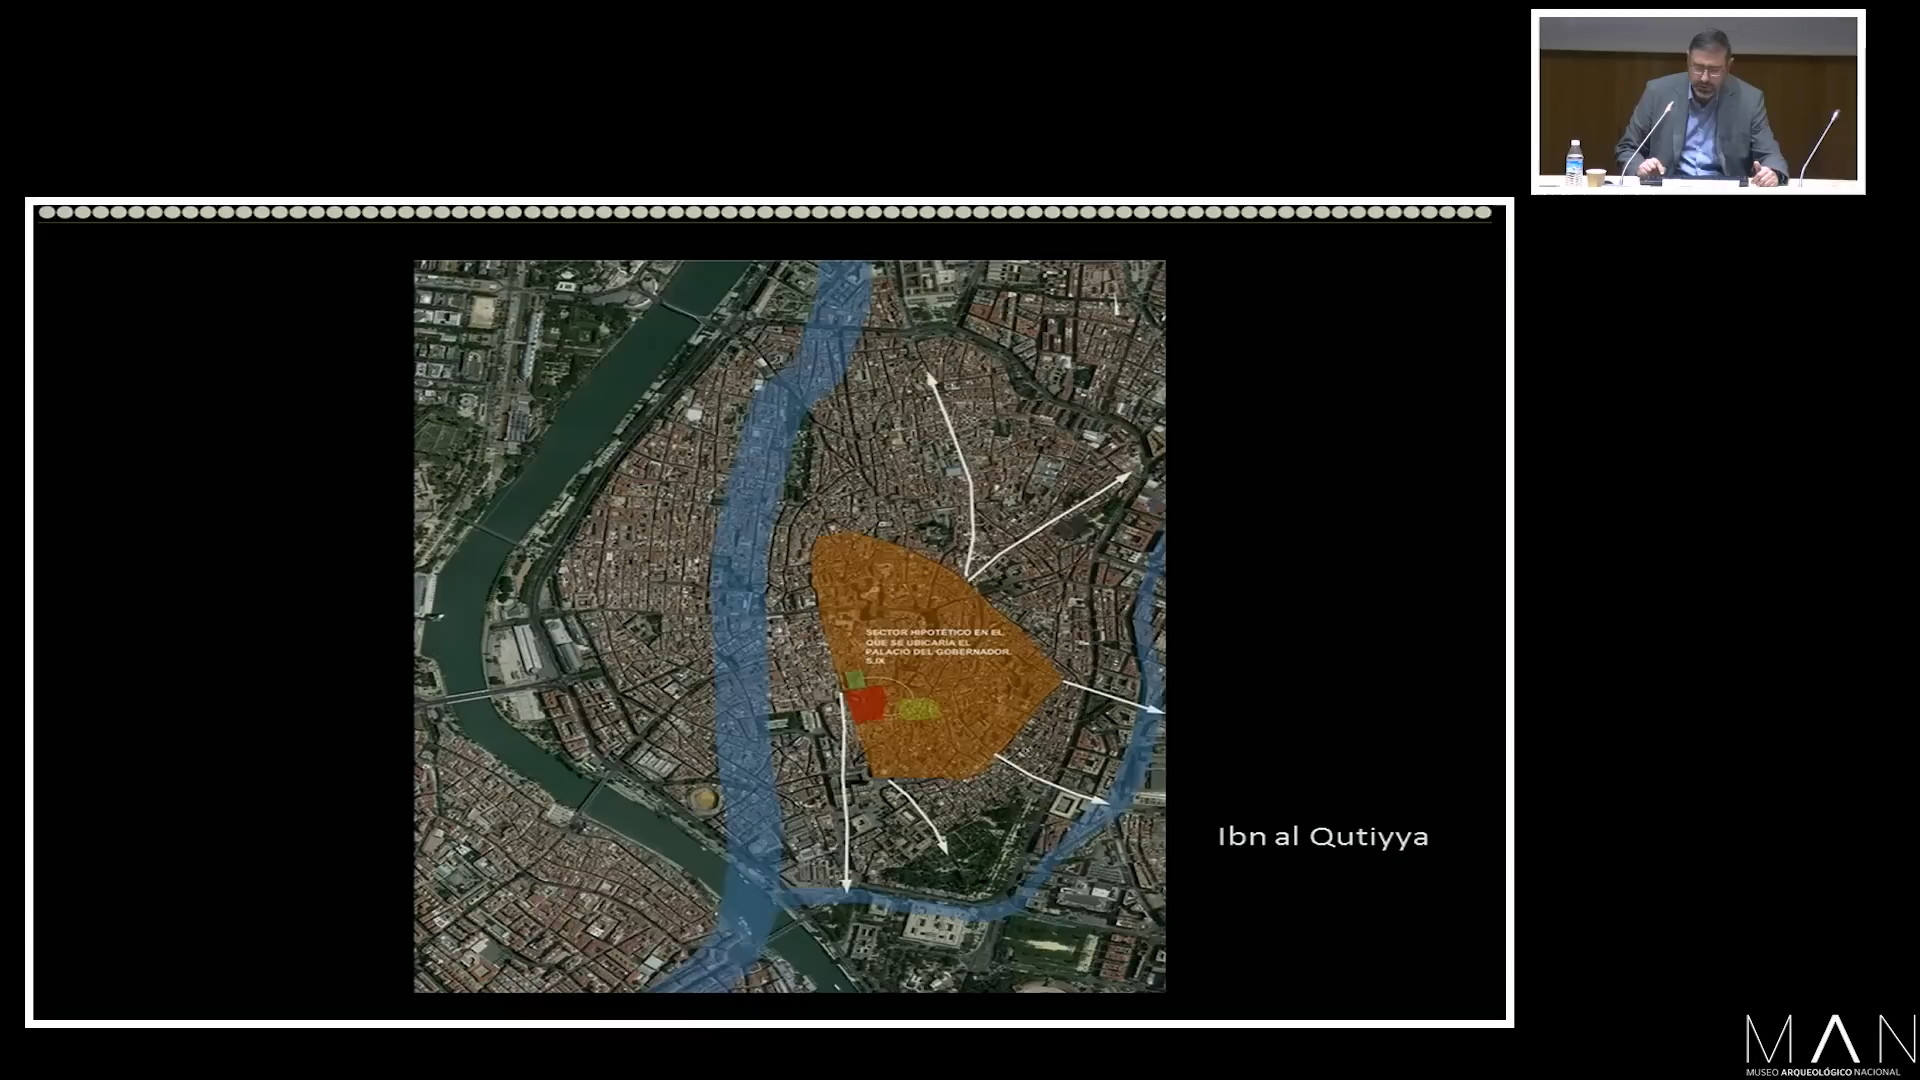 SECTOR HIPOTÉTICO EN EL
QUE SE UBICARÍA EL
PALACIO DEL GOBERNADOR.
S.IX
Ibn al Qutiyya
MAN
MUSEO ARQUEOLÓGICO NACIONAL